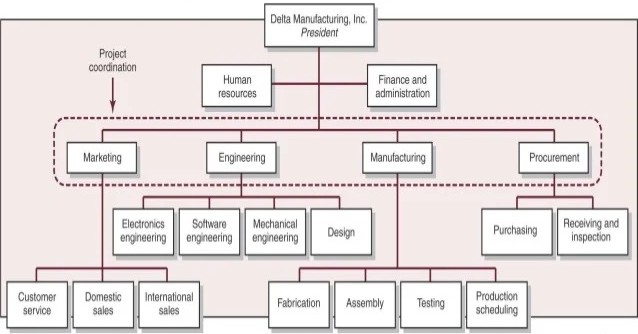 Delta Manufacturing, Inc.
President
Project
coordination
Human
resources
Finance and
administration
Marketing
Engineering
Manufacturing
Procurement
Electronics
engineering
Software
engineering
Mechanical
engineering
Design
Purchasing
Receiving and
inspection
Customer
service
Domestic
sales
International
sales
Fabrication
Assembly
Testing
Production
scheduling